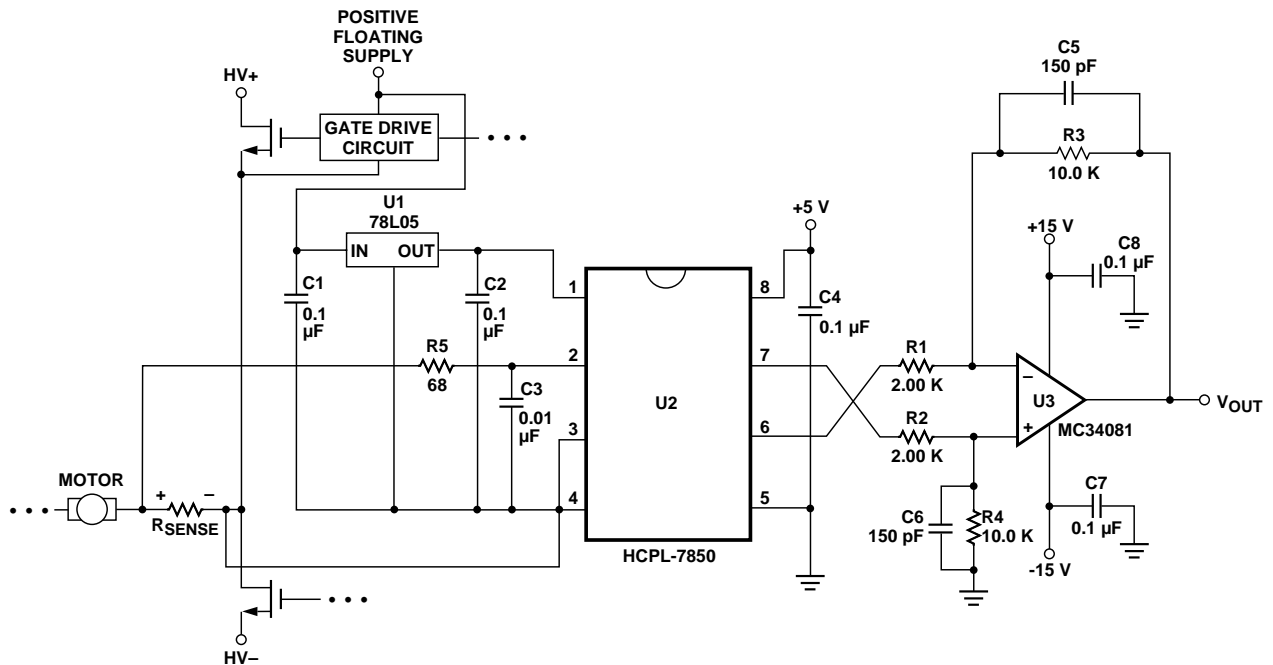 POSITIVE
FLOATING
SUPPLY
HV+
GATE DRIVE
CIRCUIT
• • •
U1
78L05
IN OUT
C1
0.1
µF
C2
0.1
µF
R5
68
C3
0.01
µF
MOTOR
• • •
+ –
RSENSE
• • •
HV–
1
2
3
4
U2
8
7
6
5
HCPL-7850
+5 V
C4
0.1 µF
R1
2.00 K
R2
2.00 K
C5
150 pF
R3
10.0 K
+15 V
C8
0.1 µF
–
U3
+
MC34081
VOUT
C6
150 pF
R4
10.0 K
C7
0.1 µF
-15 V